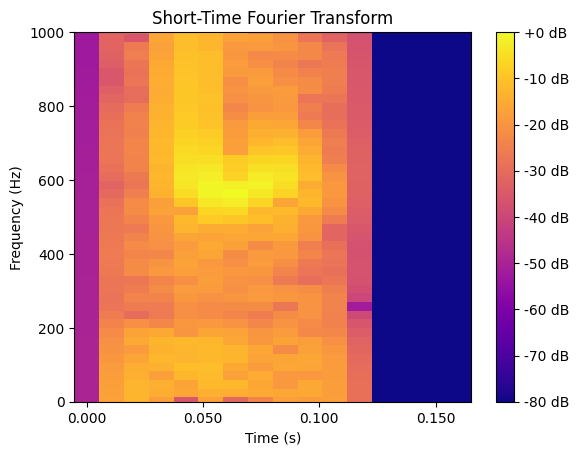 Short-Time Fourier Transform
1000
800
600
400
200
0
Frequency (Hz)
0.000
0.050
0.100
0.150
Time (s)
+0 dB
-10 dB
-20 dB
-30 dB
-40 dB
-50 dB
-60 dB
-70 dB
-80 dB